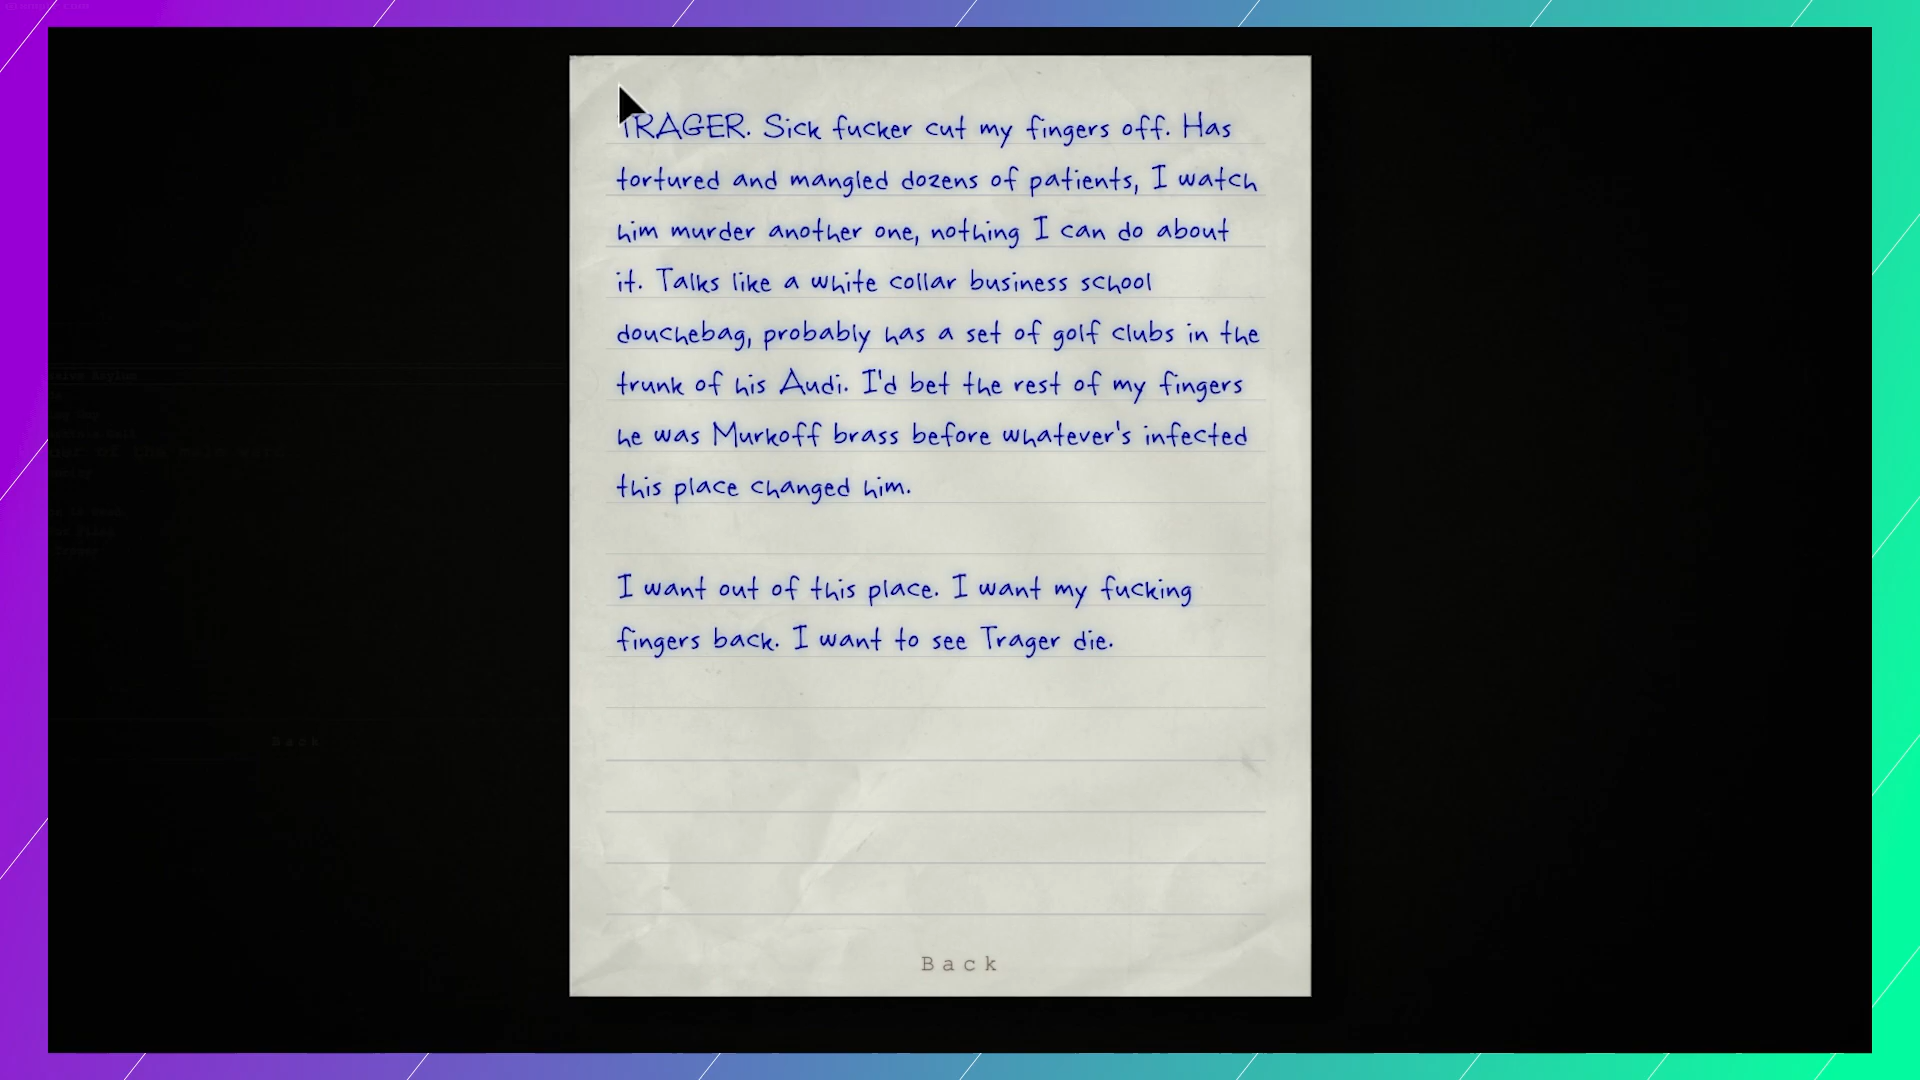 TRAGER. Sick fucker cut my fingers off. Has
tortured and mangled dozens of patients, I watch
him murder another one, nothing I can do about
it. Talks like a white collar business school
douchebag, probably has a set of golf clubs in the
trunk of his Audi. I'd bet the rest of my fingers
he was Murkoff brass before whatever's infected
this place changed him.
I want out of this place. I want my fucking
fingers back. I want to see Trager die.
Back
Back